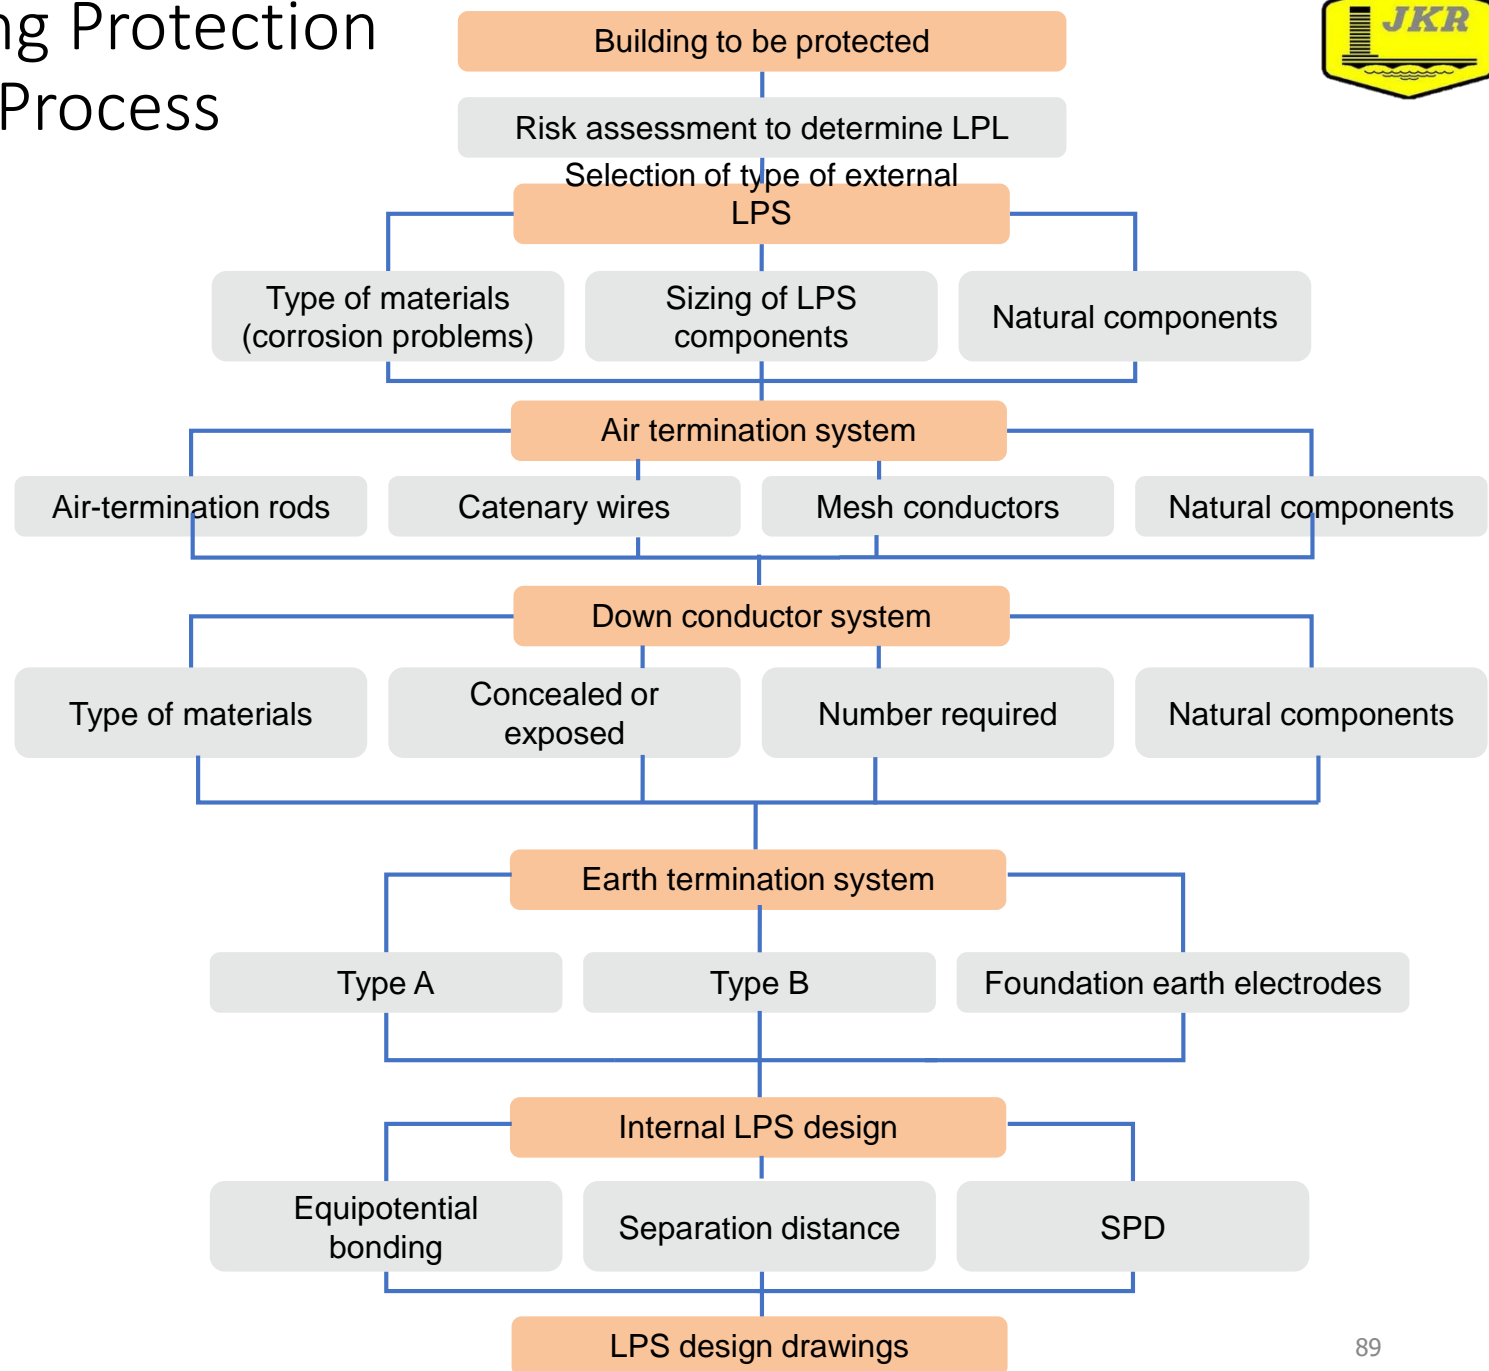 ng Protection
Process
JKR
Building to be protected
Risk assessment to determine LPL
Selection of type of external
LPS
Type of materials
(corrosion problems)
Sizing of LPS
components
Natural components
Air termination system
Air-termination rods
Catenary wires
Mesh conductors
Natural components
Down conductor system
Type of materials
Concealed or
exposed
Number required
Natural components
Earth termination system
Type A
Type B
Foundation earth electrodes
Internal LPS design
Equipotential
bonding
Separation distance
SPD
LPS design drawings
89